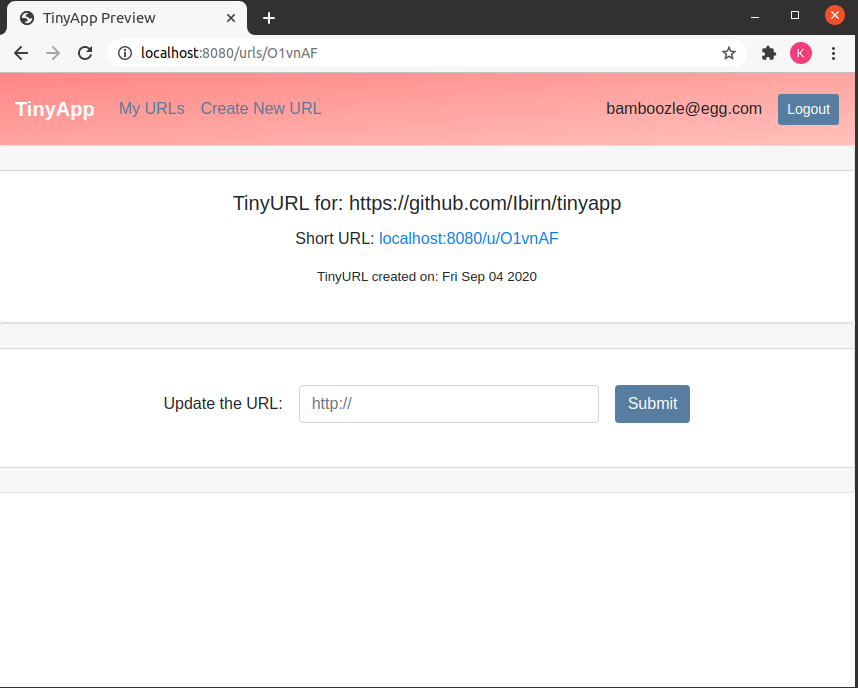 TinyApp Preview
localhost:8080/urls/O1vnAF
K
TinyApp My URLs Create New URL bamboozle@egg.com Logout
TinyURL for: https://github.com/Ibirn/tinyapp
Short URL: localhost:8080/u/O1vnAF
TinyURL created on: Fri Sep 04 2020
Update the URL: http:// Submit